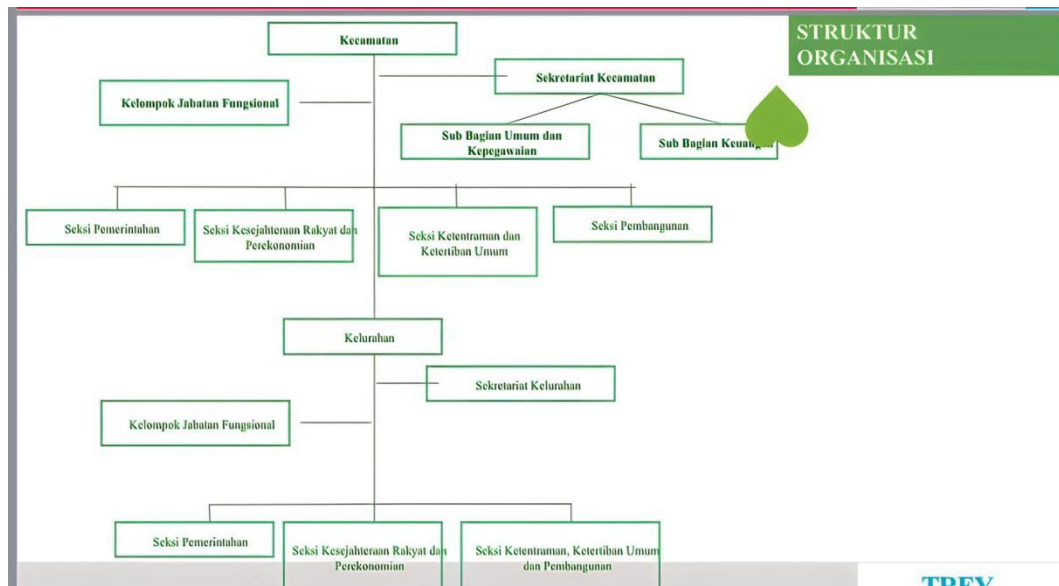 STRUKTUR
ORGANISASI
Kecamatan
Sekretariat Kecamatan
Kelompok Jabatan Fungsional
Sub Bagian Umum dan
Kepegawaian
Sub Bagian
Seksi Pemerintahan
Seksi Kesejahteraan Rakyat dan
Perekonomian
Seksi Ketentraman dan
Ketertiban Umum
Seksi Pembangunan
Kelurahan
Sekretariat Kelurahan
Kelompok Jabatan Fungsional
Seksi Pemerintahan
Seksi Kesejahteraan Rakyat dan
Perekonomian
Seksi Ketentraman, Ketertiban Umum
dan Pembangunan